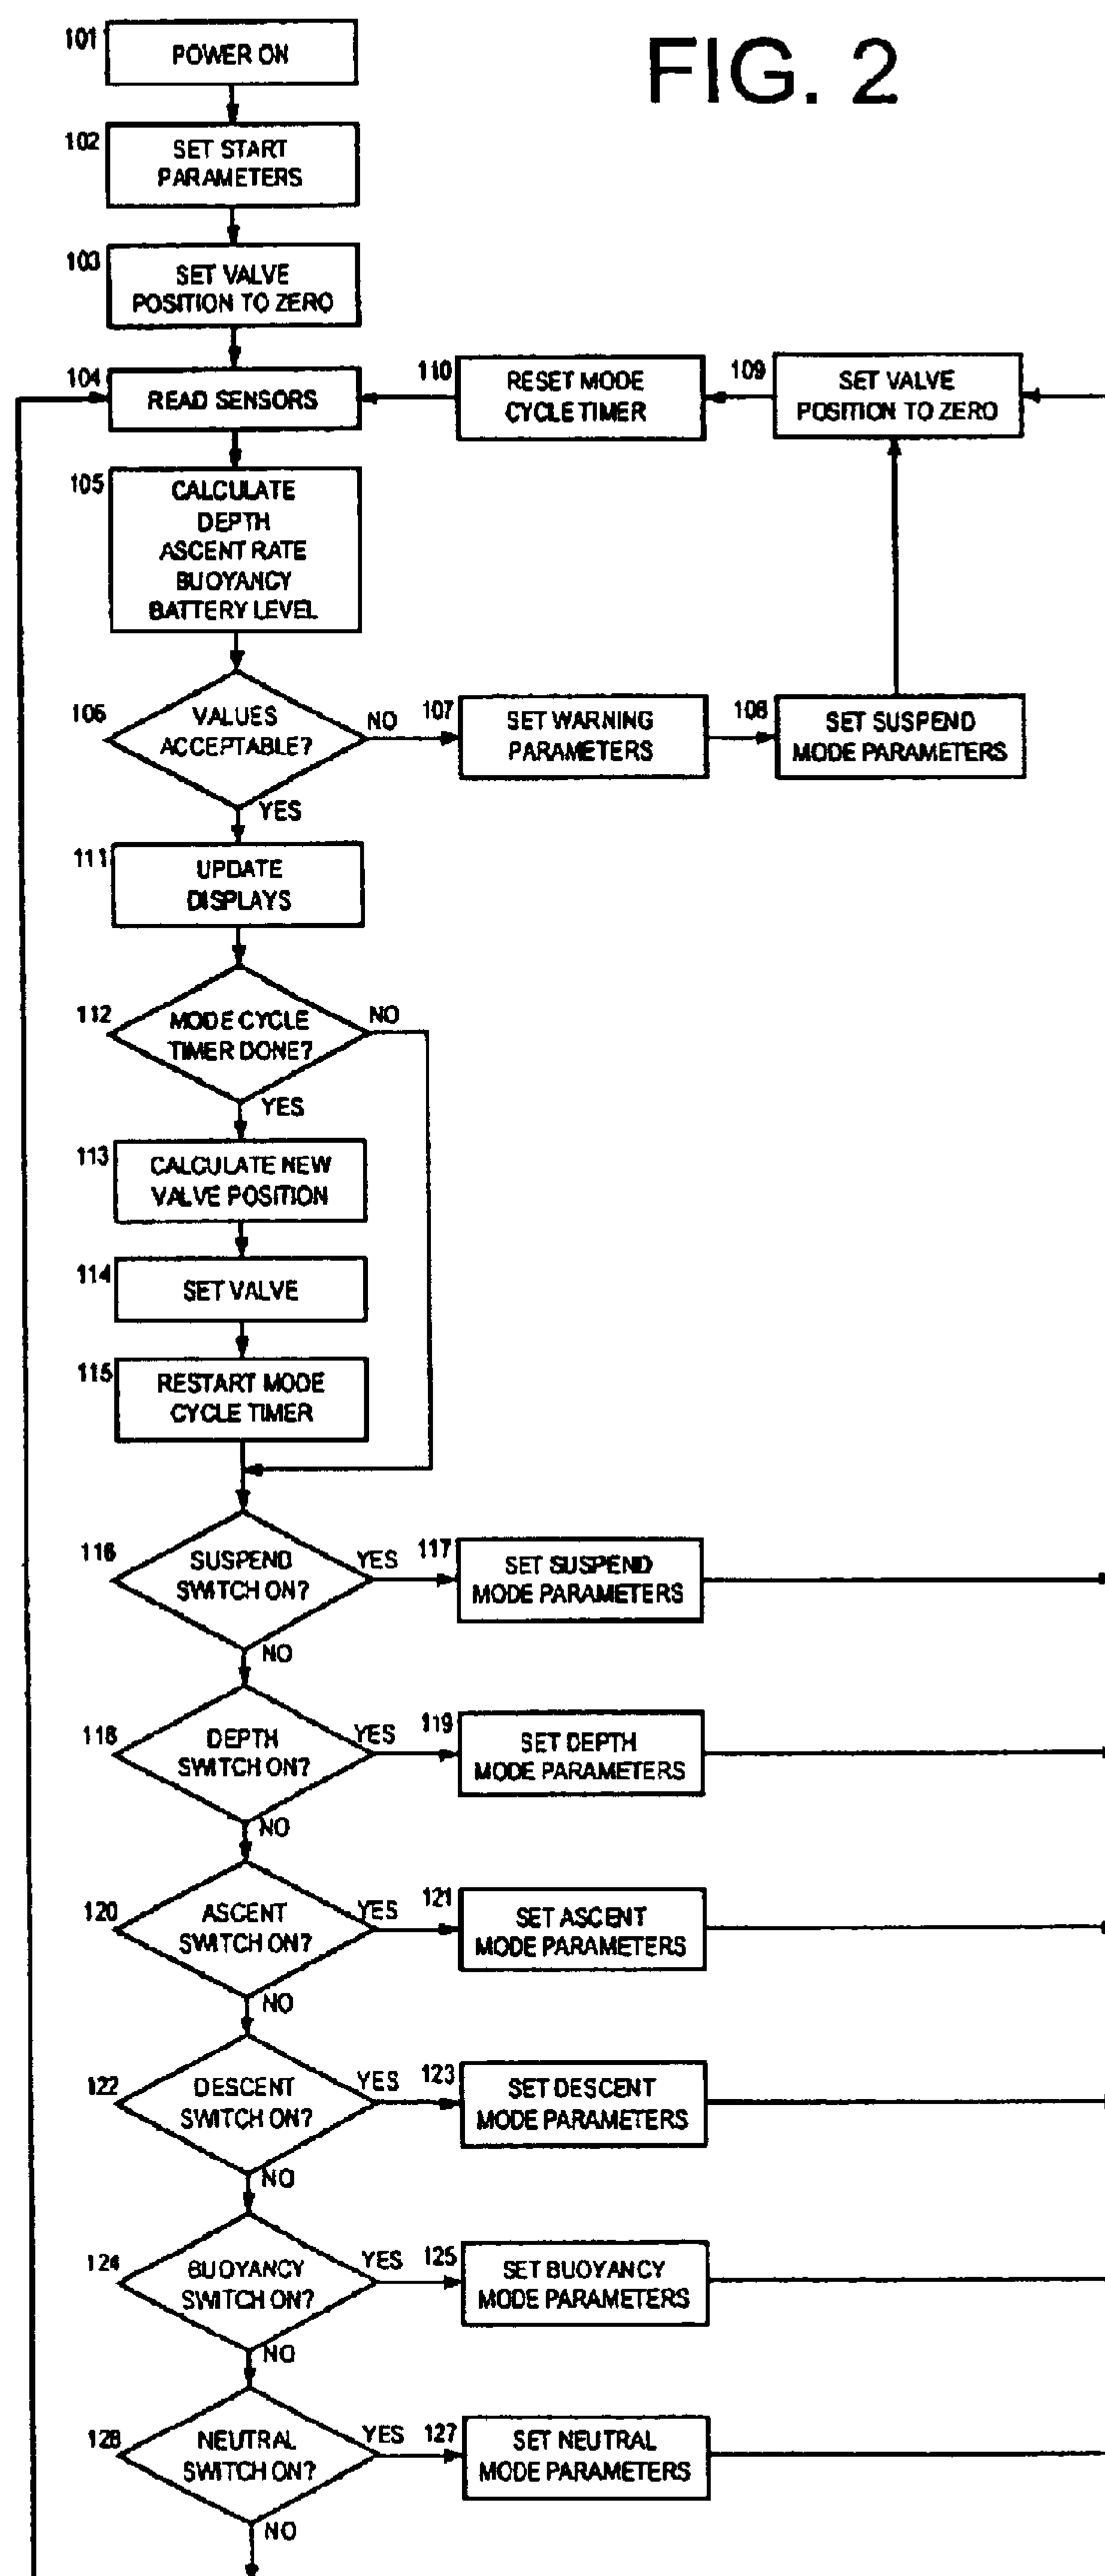 FIG. 2
101
POWER ON
102
SET START
PARAMETERS
103
SET VALVE
POSITION TO ZERO
104
READ SENSORS
110
RESET MODE
CYCLE TIMER
109
SET VALVE
POSITION TO ZERO
105
CALCULATE
DEPTH
ASCENT RATE
BUOYANCY
BATTERY LEVEL
106
VALUES
ACCEPTABLE?
NO
YES
107
SET WARNING
PARAMETERS
108
SET SUSPEND
MODE PARAMETERS
111
UPDATE
DISPLAYS
112
MODE CYCLE
TIMER DONE?
NO
YES
113
CALCULATE NEW
VALVE POSITION
114
SET VALVE
115
RESTART MODE
CYCLE TIMER
116
SUSPEND
SWITCH ON?
YES
NO
117
SET SUSPEND
MODE PARAMETERS
118
DEPTH
SWITCH ON?
YES
NO
119
SET DEPTH
MODE PARAMETERS
120
ASCENT
SWITCH ON?
YES
NO
121
SET ASCENT
MODE PARAMETERS
122
DESCENT
SWITCH ON?
YES
NO
123
SET DESCENT
MODE PARAMETERS
124
BUOYANCY
SWITCH ON?
YES
NO
125
SET BUOYANCY
MODE PARAMETERS
126
NEUTRAL
SWITCH ON?
YES
NO
127
SET NEUTRAL
MODE PARAMETERS